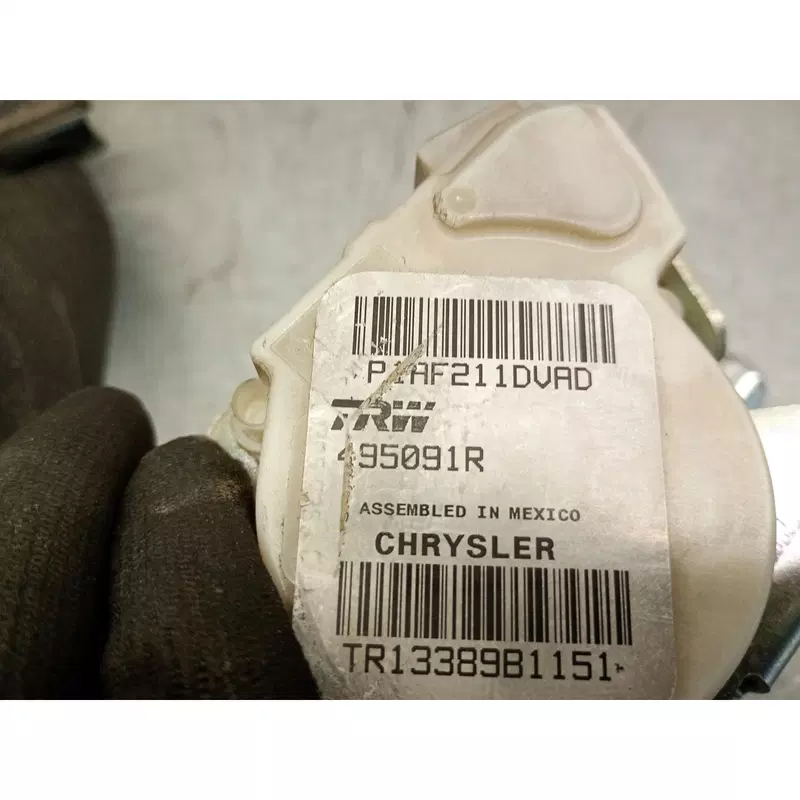 P1AF211DVAD
TRW
495091R
ASSEMBLED IN MEXICO
CHRYSLER
TR13389B1151